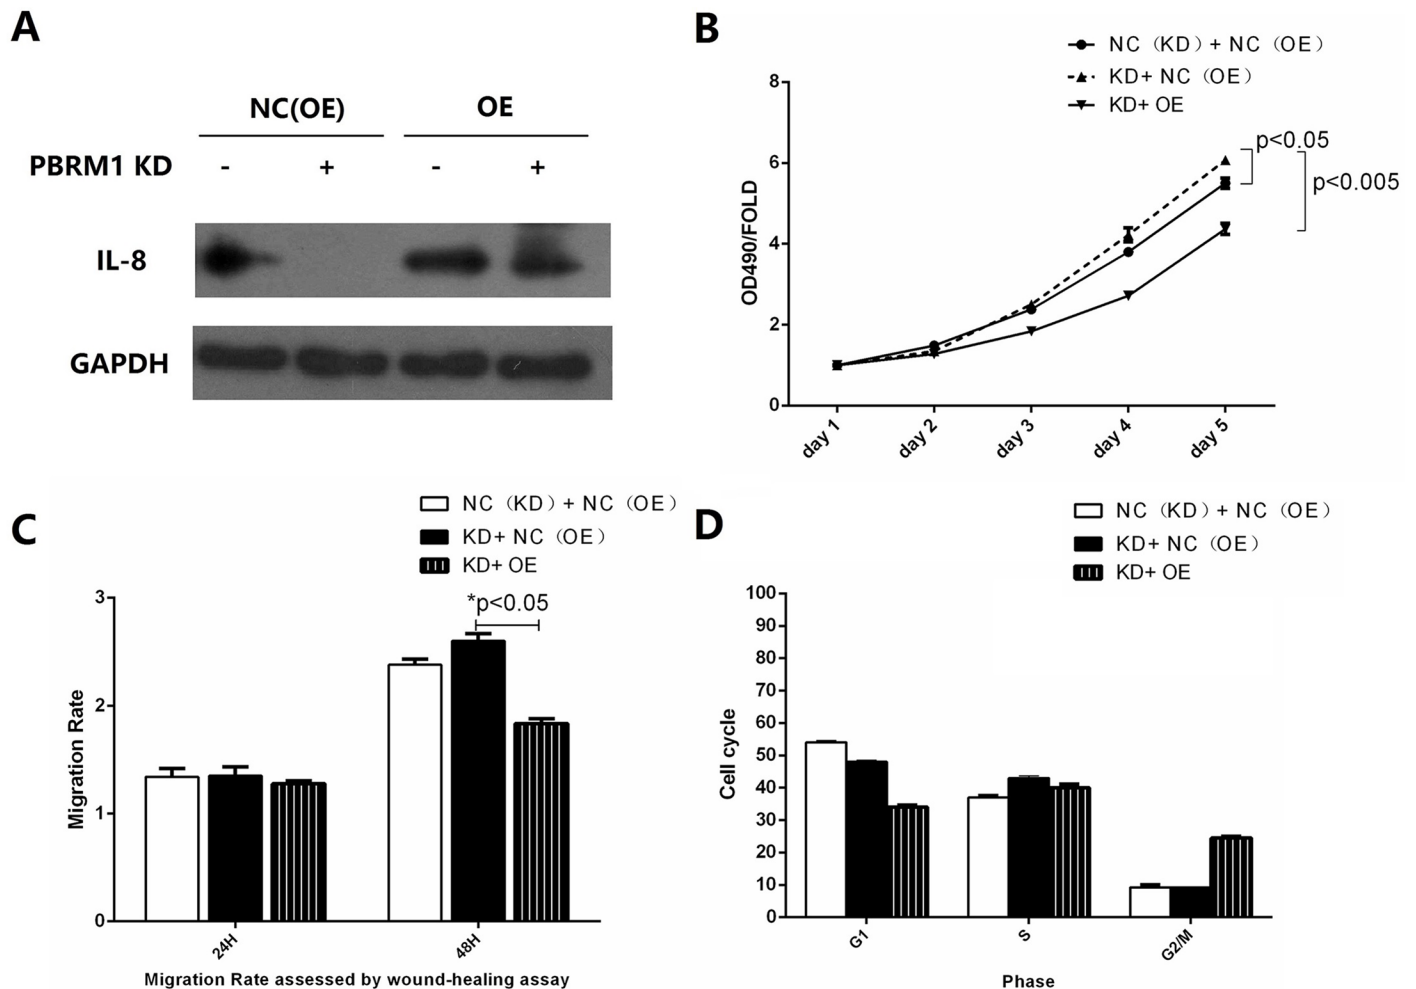 A
NC(OE) OE
PBRM1 KD - + - +
IL-8
GAPDH
B
NC（KD）+ NC（OE）
KD+ NC（OE）
KD+ OE
8
6
4
2
0
OD490/FOLD
p<0.05
p<0.005
day 1 day 2 day 3 day 4 day 5
C
NC（KD）+ NC（OE）
KD+ NC（OE）
KD+ OE
*p<0.05
3
2
1
0
Migration Rate
24H 48H
Migration Rate assessed by wound-healing assay
D
NC（KD）+ NC（OE）
KD+ NC（OE）
KD+ OE
100
90
80
70
60
50
40
30
20
10
0
Cell cycle
G1 S G2/M
Phase